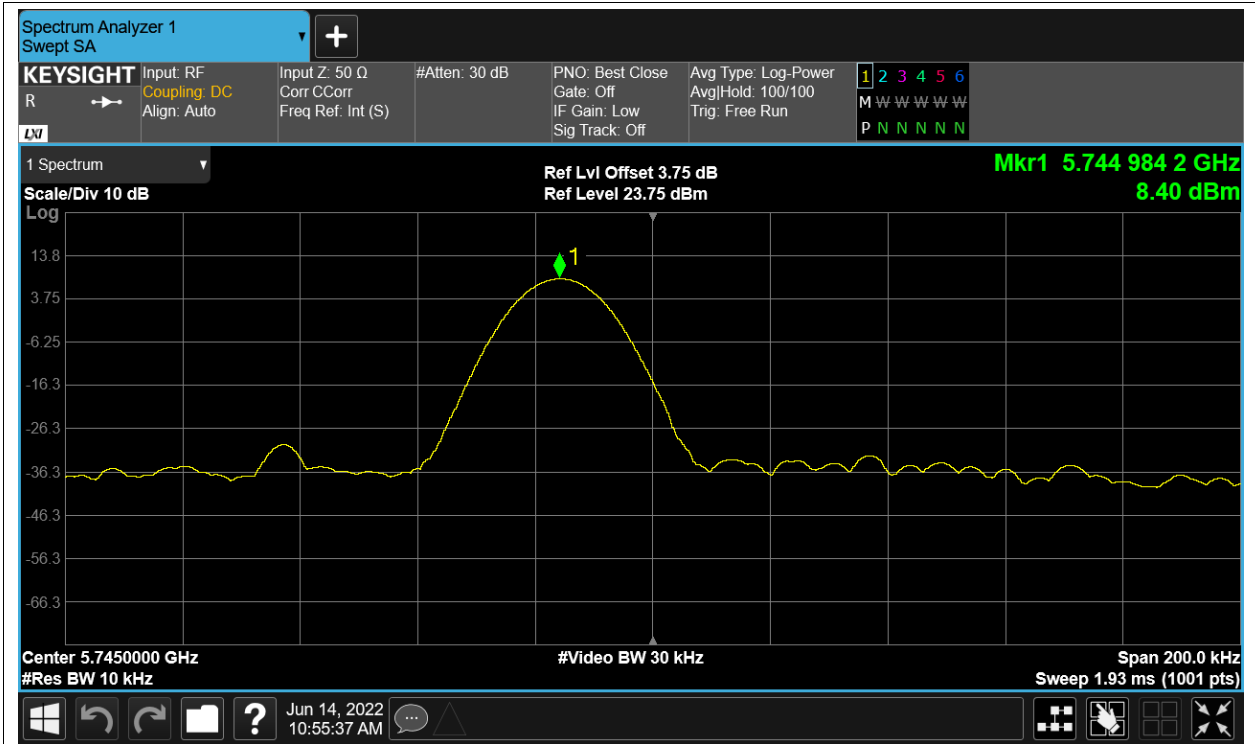 Spectrum Analyzer 1
Swept SA
KEYSIGHT
R
LXI
Input: RF
Coupling: DC
Align: Auto
Input Z: 50 Ω
Corr CCorr
Freq Ref: Int (S)
#Atten: 30 dB
PNO: Best Close
Gate: Off
IF Gain: Low
Sig Track: Off
Avg Type: Log-Power
Avg|Hold: 100/100
Trig: Free Run
1 2 3 4 5 6
M W W W W W
P N N N N N
1 Spectrum
Scale/Div 10 dB
Log
Ref Lvl Offset 3.75 dB
Ref Level 23.75 dBm
Mkr1 5.744 984 2 GHz
8.40 dBm
1
13.8
3.75
-6.25
-16.3
-26.3
-36.3
-46.3
-56.3
-66.3
Center 5.7450000 GHz
#Res BW 10 kHz
#Video BW 30 kHz
Span 200.0 kHz
Sweep 1.93 ms (1001 pts)
?
Jun 14, 2022
10:55:37 AM